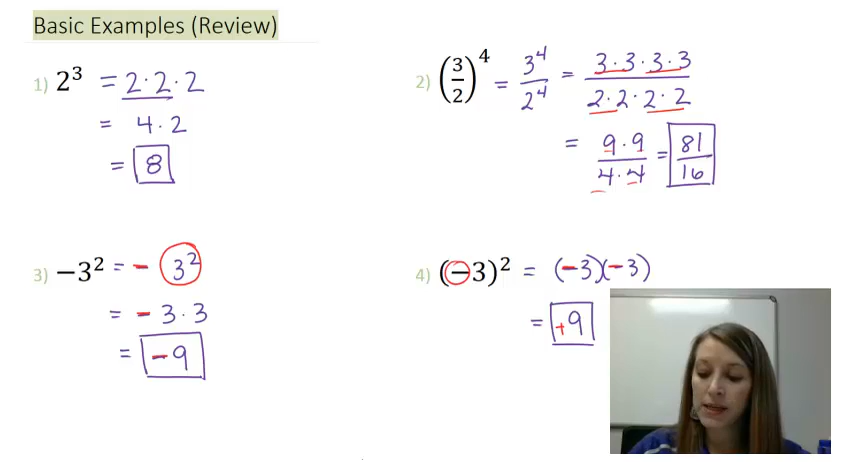 Basic Examples (Review)
1) 2³ = 2·2·2
= 4·2
= 8
2) (3/2)⁴ = 3⁴/2⁴ = 3·3·3·3/2·2·2·2
= 9·9/4·4 = 81/16
3) −3² = − 3²
= − 3·3
= −9
4) (−3)² = (−3)(−3)
= +9